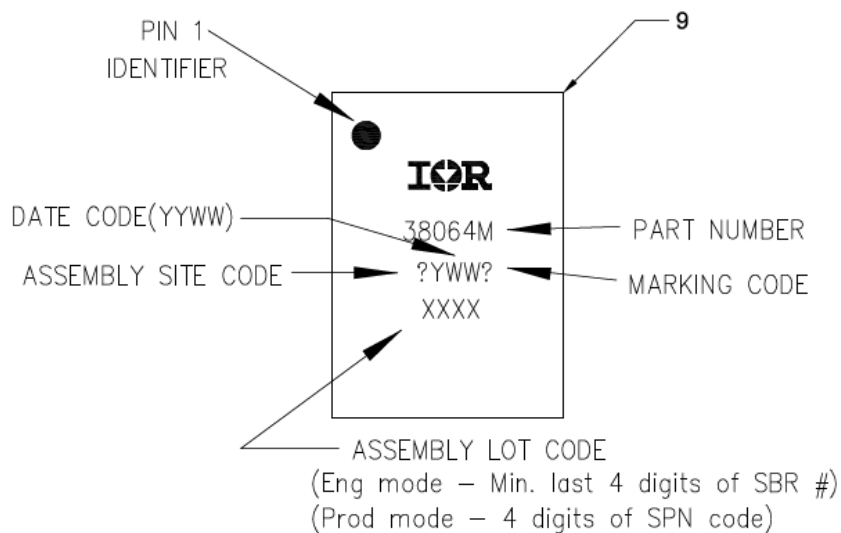 PIN 1
IDENTIFIER
9
IOR
DATE CODE(YYWW)
38064M
PART NUMBER
ASSEMBLY SITE CODE
?YWW?
MARKING CODE
XXXX
ASSEMBLY LOT CODE
(Eng mode – Min. last 4 digits of SBR #)
(Prod mode – 4 digits of SPN code)